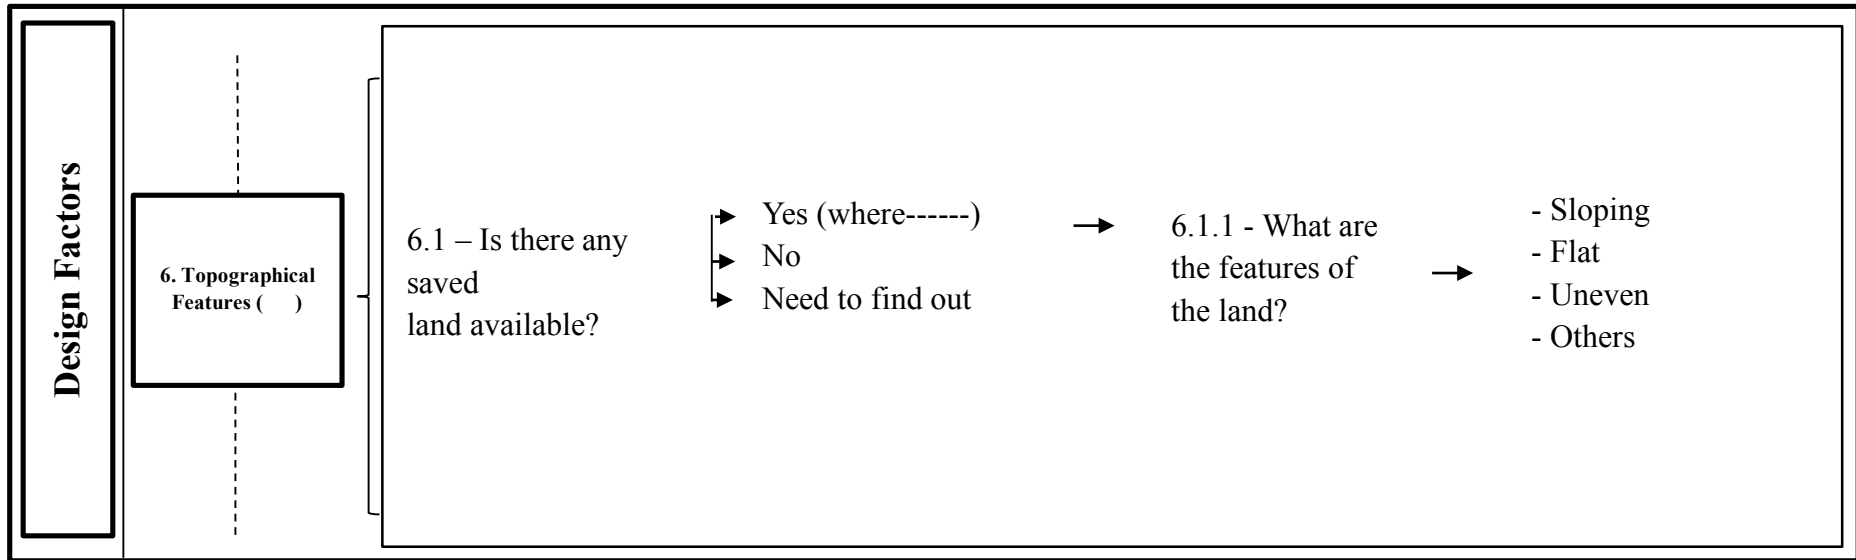 Design Factors
6. Topographical
Features (      )
6.1 – Is there any
saved
land available?
Yes (where------)
No
Need to find out
6.1.1 - What are
the features of
the land?
- Sloping
- Flat
- Uneven
- Others